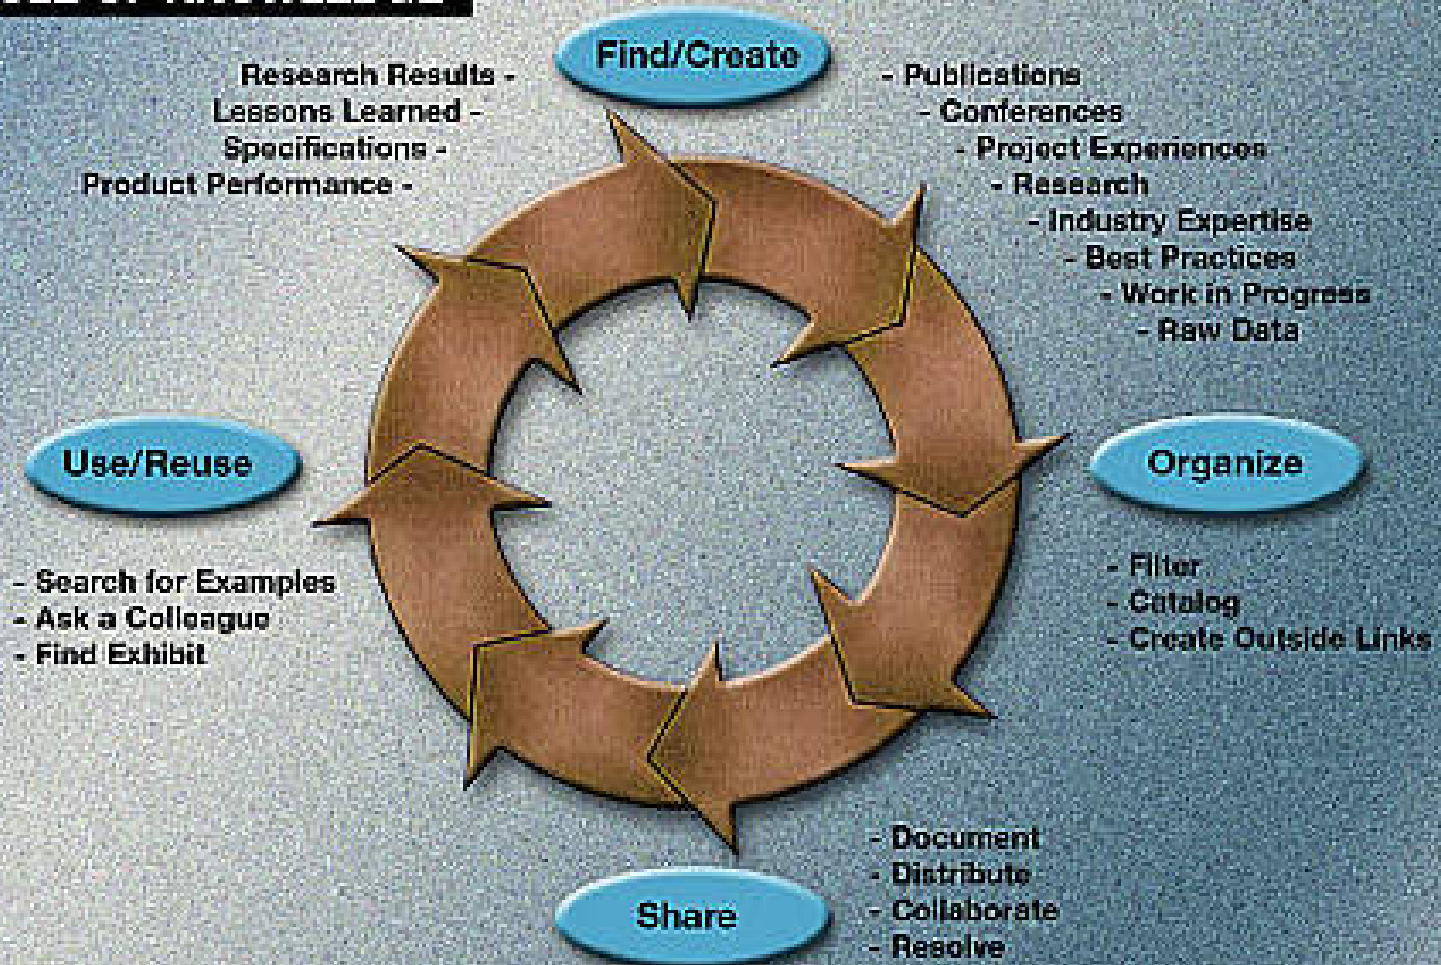 Find/Create
Research Results -
Lessons Learned -
Specifications -
Product Performance -
- Publications
- Conferences
- Project Experiences
- Research
- Industry Expertise
- Best Practices
- Work in Progress
- Raw Data
Use/Reuse
- Search for Examples
- Ask a Colleague
- Find Exhibit
Organize
- Filter
- Catalog
- Create Outside Links
Share
- Document
- Distribute
- Collaborate
- Resolve